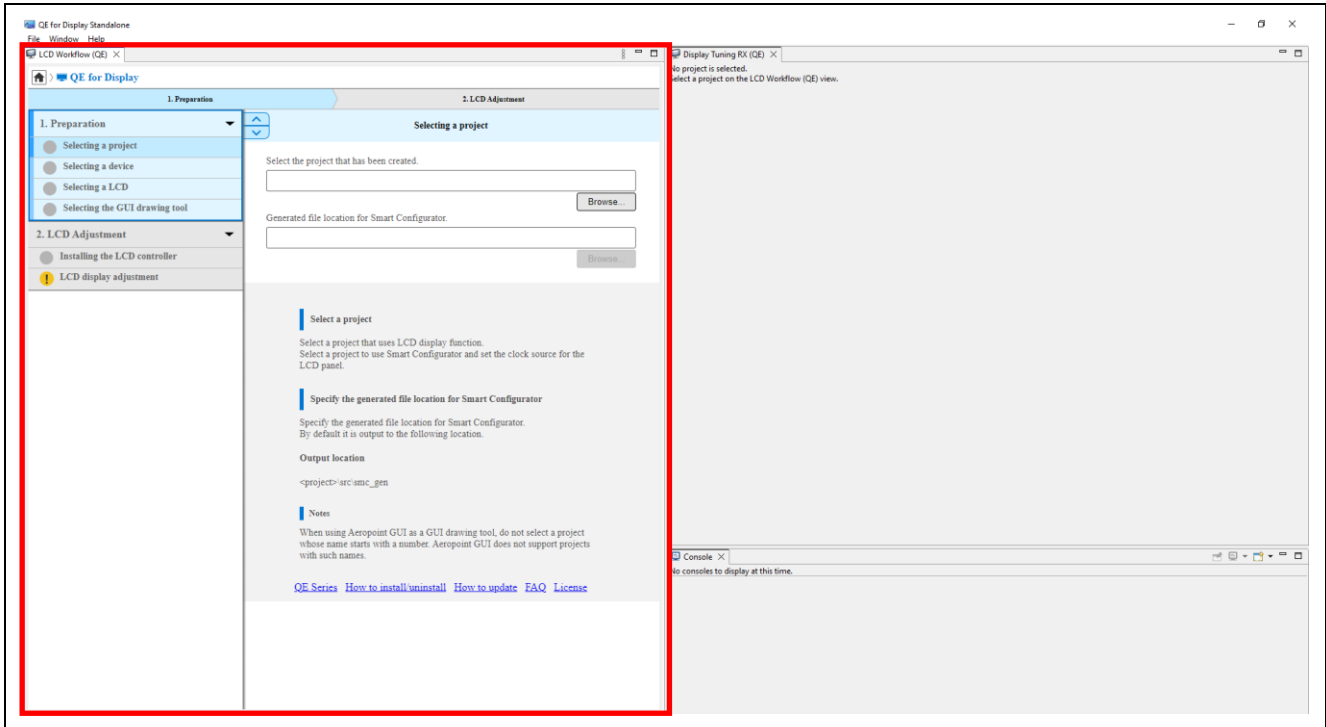 QE for Display Standalone
File Window Help
LCD Workflow (QE)
QE for Display
1. Preparation
2. LCD Adjustment
1. Preparation
Selecting a project
Selecting a device
Selecting a LCD
Selecting the GUI drawing tool
2. LCD Adjustment
Installing the LCD controller
LCD display adjustment
Selecting a project
Select the project that has been created.
Browse...
Generated file location for Smart Configurator.
Browse...
Select a project
Select a project that uses LCD display function.
Select a project to use Smart Configurator and set the clock source for the
LCD panel.
Specify the generated file location for Smart Configurator
Specify the generated file location for Smart Configurator.
By default it is output to the following location.
Output location
<project>\src\smc_gen
Notes
When using Aeropoint GUI as a GUI drawing tool, do not select a project
whose name starts with a number. Aeropoint GUI does not support projects
with such names.
QE Series How to install/uninstall How to update FAQ License
Display Tuning RX (QE)
No project is selected.
Select a project on the LCD Workflow (QE) view.
Console
No consoles to display at this time.